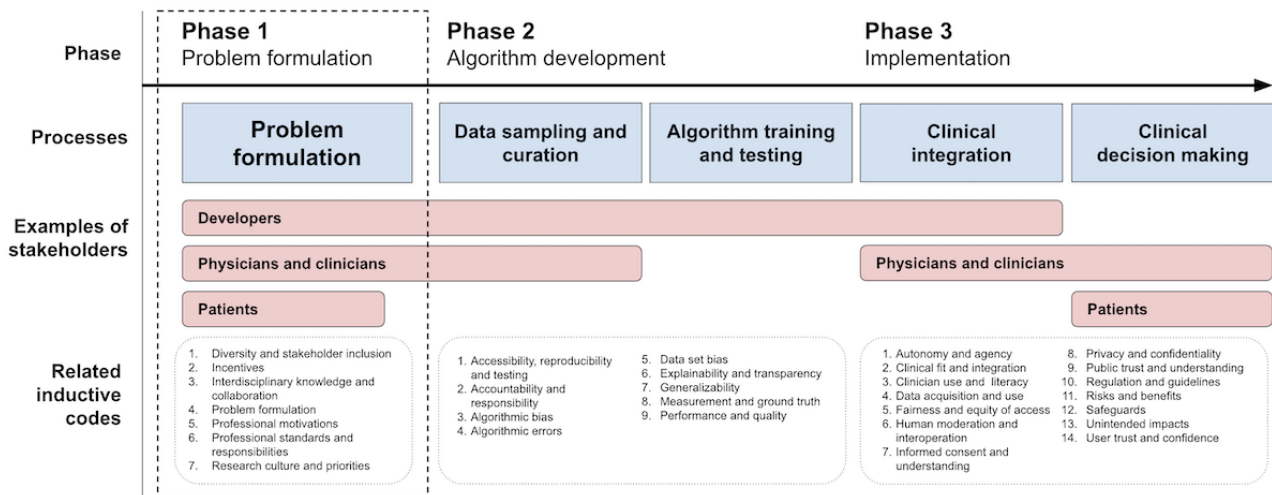 Phase
Phase 1
Problem formulation
Phase 2
Algorithm development
Phase 3
Implementation
Processes
Problem
formulation
Data sampling and
curation
Algorithm training
and testing
Clinical
integration
Clinical
decision making
Examples of
stakeholders
Developers
Physicians and clinicians
Physicians and clinicians
Patients
Patients
Related
inductive
codes
1. Diversity and stakeholder inclusion
2. Incentives
3. Interdisciplinary knowledge and
collaboration
4. Problem formulation
5. Professional motivations
6. Professional standards and
responsibilities
7. Research culture and priorities
1. Accessibility, reproducibility
and testing
2. Accountability and
responsibility
3. Algorithmic bias
4. Algorithmic errors
5. Data set bias
6. Explainability and transparency
7. Generalizability
8. Measurement and ground truth
9. Performance and quality
1. Autonomy and agency
2. Clinical fit and integration
3. Clinician use and literacy
4. Data acquisition and use
5. Fairness and equity of access
6. Human moderation and
interoperation
7. Informed consent and
understanding
8. Privacy and confidentiality
9. Public trust and understanding
10. Regulation and guidelines
11. Risks and benefits
12. Safeguards
13. Unintended impacts
14. User trust and confidence